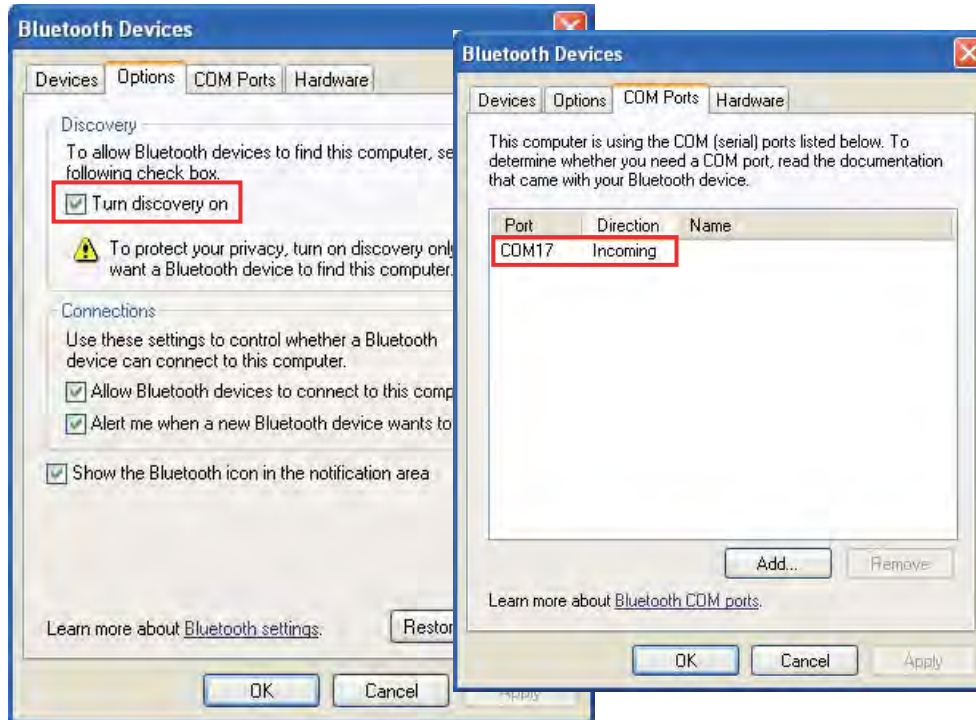 Bluetooth Devices
Devices Options COM Ports Hardware
Discovery
To allow Bluetooth devices to find this computer, se
following check box.
Turn discovery on
To protect your privacy, turn on discovery only
want a Bluetooth device to find this computer.
Connections
Use these settings to control whether a Bluetooth
device can connect to this computer.
Allow Bluetooth devices to connect to this comp
Alert me when a new Bluetooth device wants to
Show the Bluetooth icon in the notification area
Learn more about Bluetooth settings.
Restor
OK Cancel Apply
Bluetooth Devices
Devices Options COM Ports Hardware
This computer is using the COM (serial) ports listed below. To
determine whether you need a COM port, read the documentation
that came with your Bluetooth device.
Port Direction Name
COM17 Incoming
Add... Remove
Learn more about Bluetooth COM ports.
OK Cancel Apply